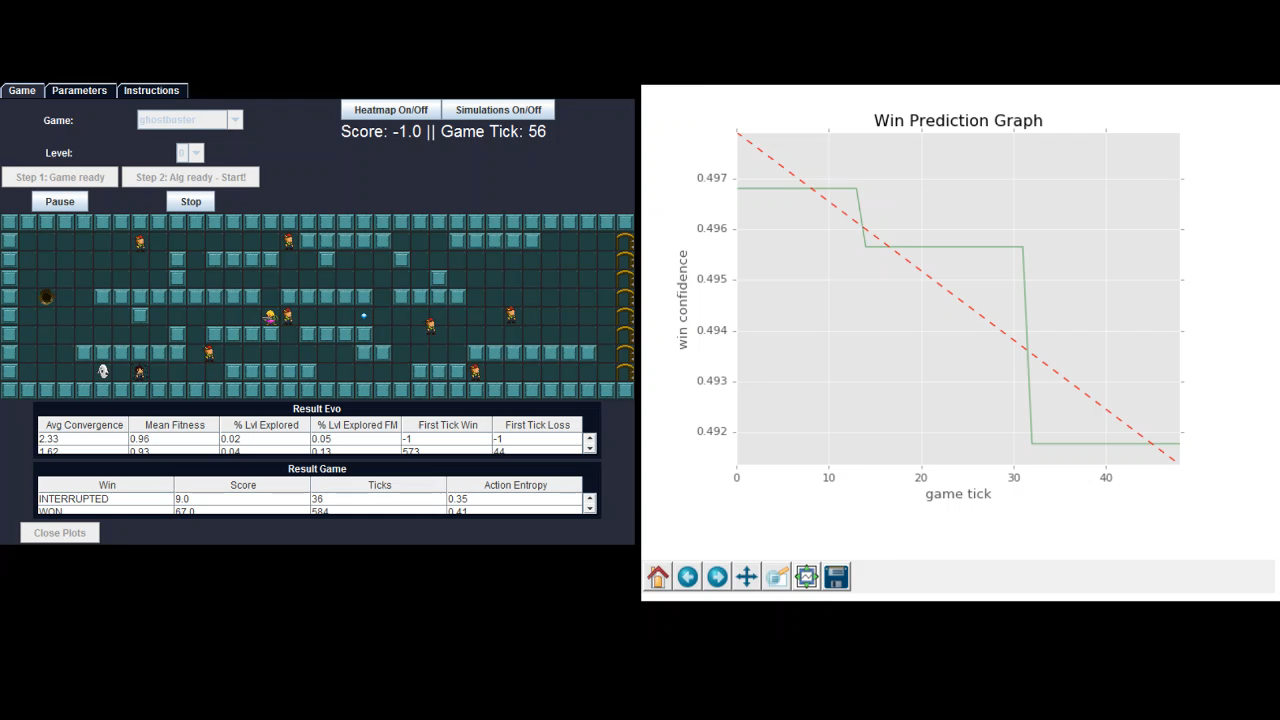 Game Parameters Instructions
Game: ghostbuster
Heatmap On/Off Simulations On/Off
Score: -1.0 || Game Tick: 56
Level: 0
Step 1: Game ready Step 2: Alg ready - Start!
Pause Stop
Result Evo
Avg Convergence Mean Fitness % Lvl Explored % Lvl Explored FM First Tick Win First Tick Loss
2.33 0.96 0.02 0.05 -1 -1
1.62 0.93 0.04 0.13 573 44
Result Game
Win Score Ticks Action Entropy
INTERRUPTED 9.0 36 0.35
WON 67.0 584 0.41
Close Plots
Win Prediction Graph
0.497
0.496
0.495
0.494
0.493
0.492
win confidence
0 10 20 30 40
game tick